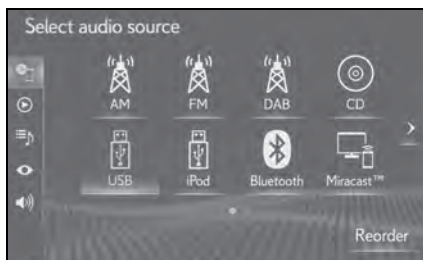 Select audio source
AM FM DAB CD
USB iPod Bluetooth Miracast™
Reorder